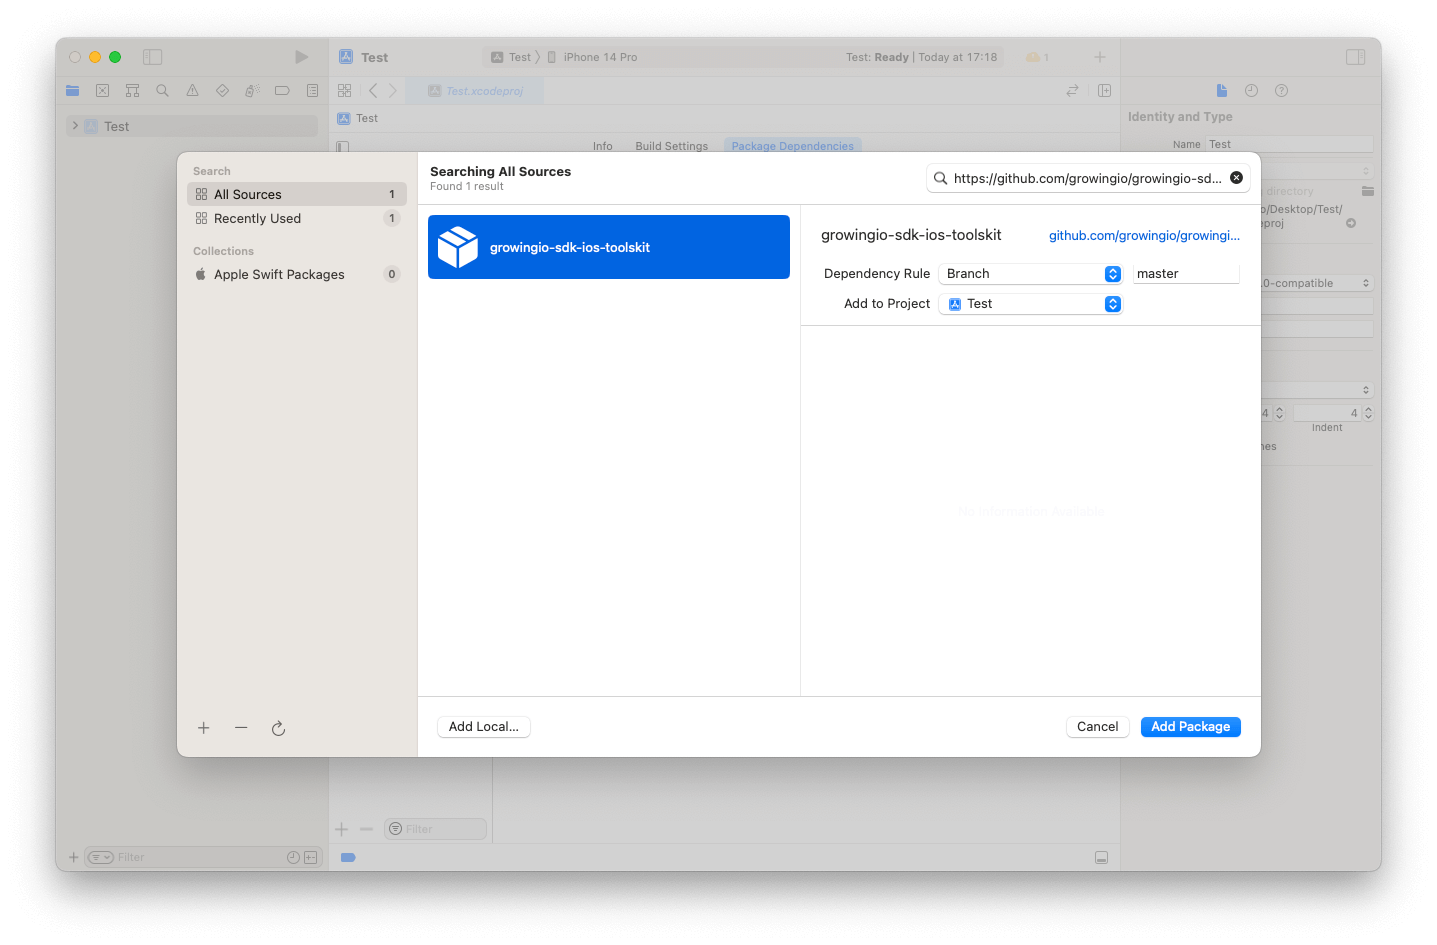 Test
Test
iPhone 14 Pro
Test: Ready | Today at 17:18
1
Test.xcodeproj
Test
Test
Identity and Type
Info
Build Settings
Package Dependencies
Name
Test
Search
All Sources
1
Recently Used
1
Collections
Apple Swift Packages
0
Searching All Sources
Found 1 result
https://github.com/growingio/growingio-sd...
directory
o/Desktop/Test/
eproj
growingio-sdk-ios-toolskit
growingio-sdk-ios-toolskit
github.com/growingio/growingi...
Dependency Rule
Branch
master
Add to Project
Test
.0-compatible
4
4
Indent
nes
No information available
Add Local...
Cancel
Add Package
Filter
Filter